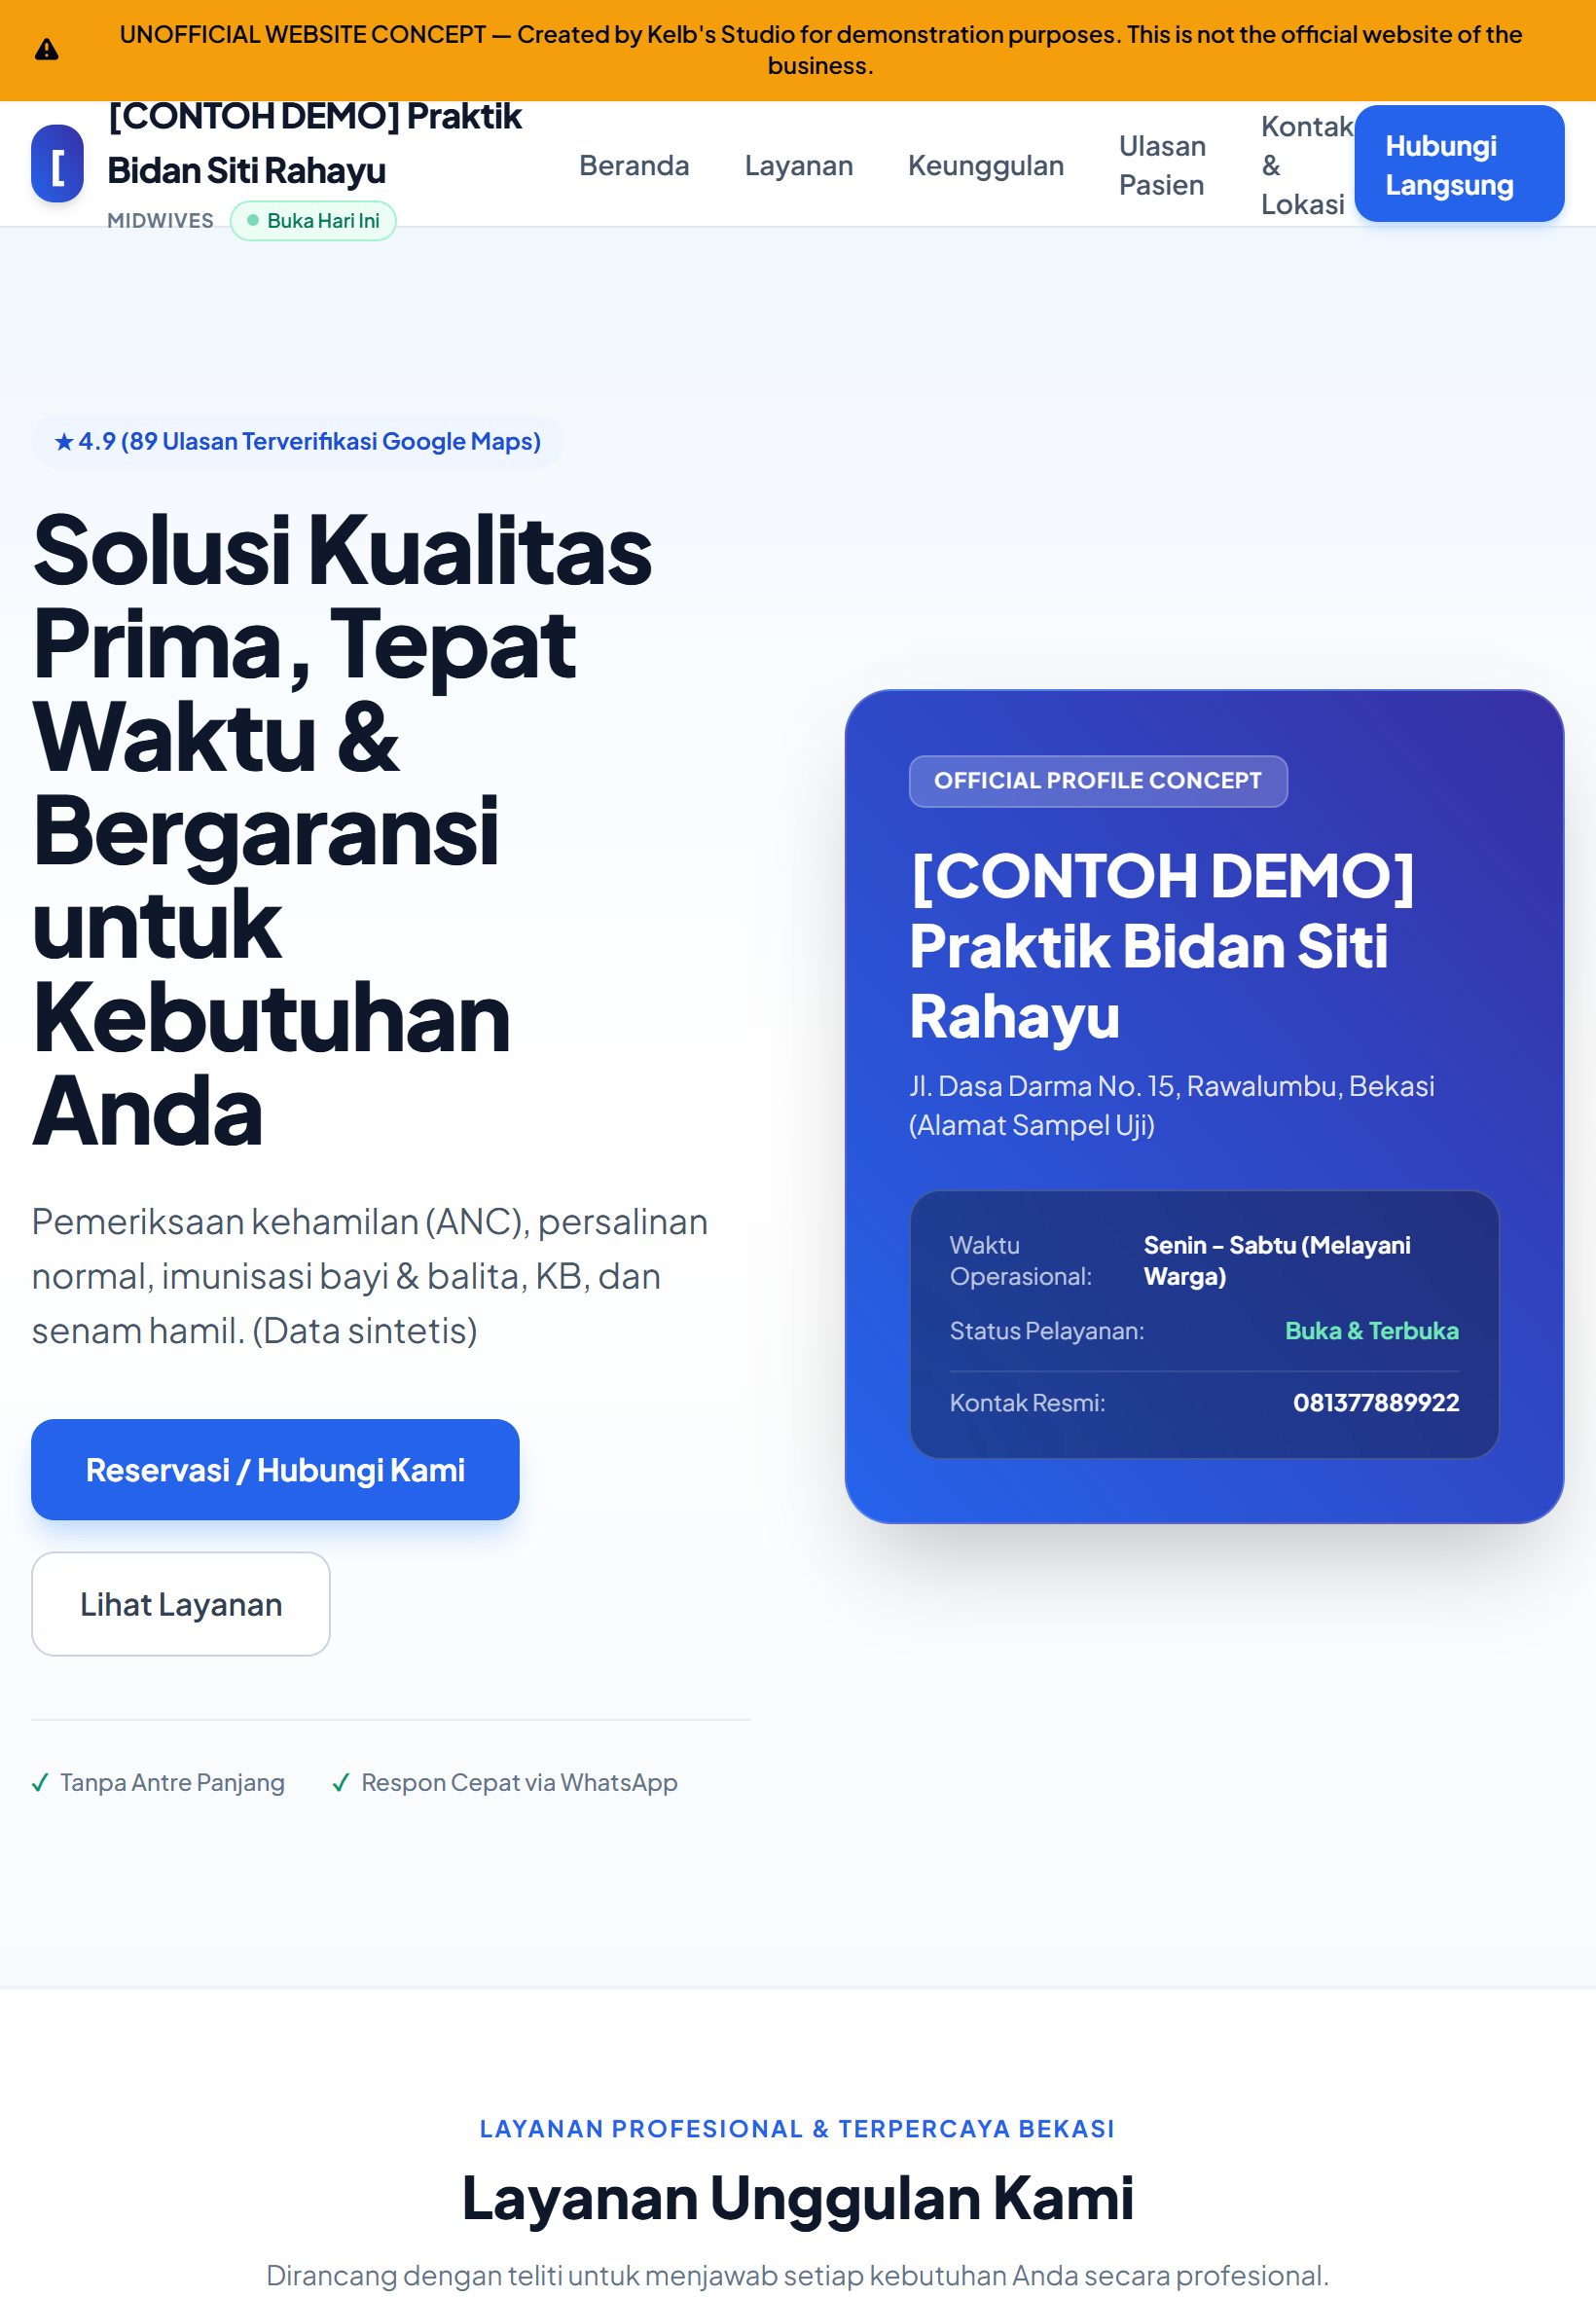 UNOFFICIAL WEBSITE CONCEPT — Created by Kelb's Studio for demonstration purposes. This is not the official website of the
business.
[
[CONTOH DEMO] Praktik
Bidan Siti Rahayu
MIDWIVES
Buka Hari Ini
Beranda
Layanan
Keunggulan
Ulasan
Pasien
Kontak
&
Lokasi
Hubungi
Langsung
★ 4.9 (89 Ulasan Terverifikasi Google Maps)
Solusi Kualitas
Prima, Tepat
Waktu &
Bergaransi
untuk
Kebutuhan
Anda
Pemeriksaan kehamilan (ANC), persalinan
normal, imunisasi bayi & balita, KB, dan
senam hamil. (Data sintetis)
Reservasi / Hubungi Kami
Lihat Layanan
✓ Tanpa Antre Panjang
✓ Respon Cepat via WhatsApp
OFFICIAL PROFILE CONCEPT
[CONTOH DEMO]
Praktik Bidan Siti
Rahayu
Jl. Dasa Darma No. 15, Rawalumbu, Bekasi
(Alamat Sampel Uji)
Waktu
Operasional:
Senin – Sabtu (Melayani
Warga)
Status Pelayanan:
Buka & Terbuka
Kontak Resmi:
081377889922
LAYANAN PROFESIONAL & TERPERCAYA BEKASI
Layanan Unggulan Kami
Dirancang dengan teliti untuk menjawab setiap kebutuhan Anda secara profesional.